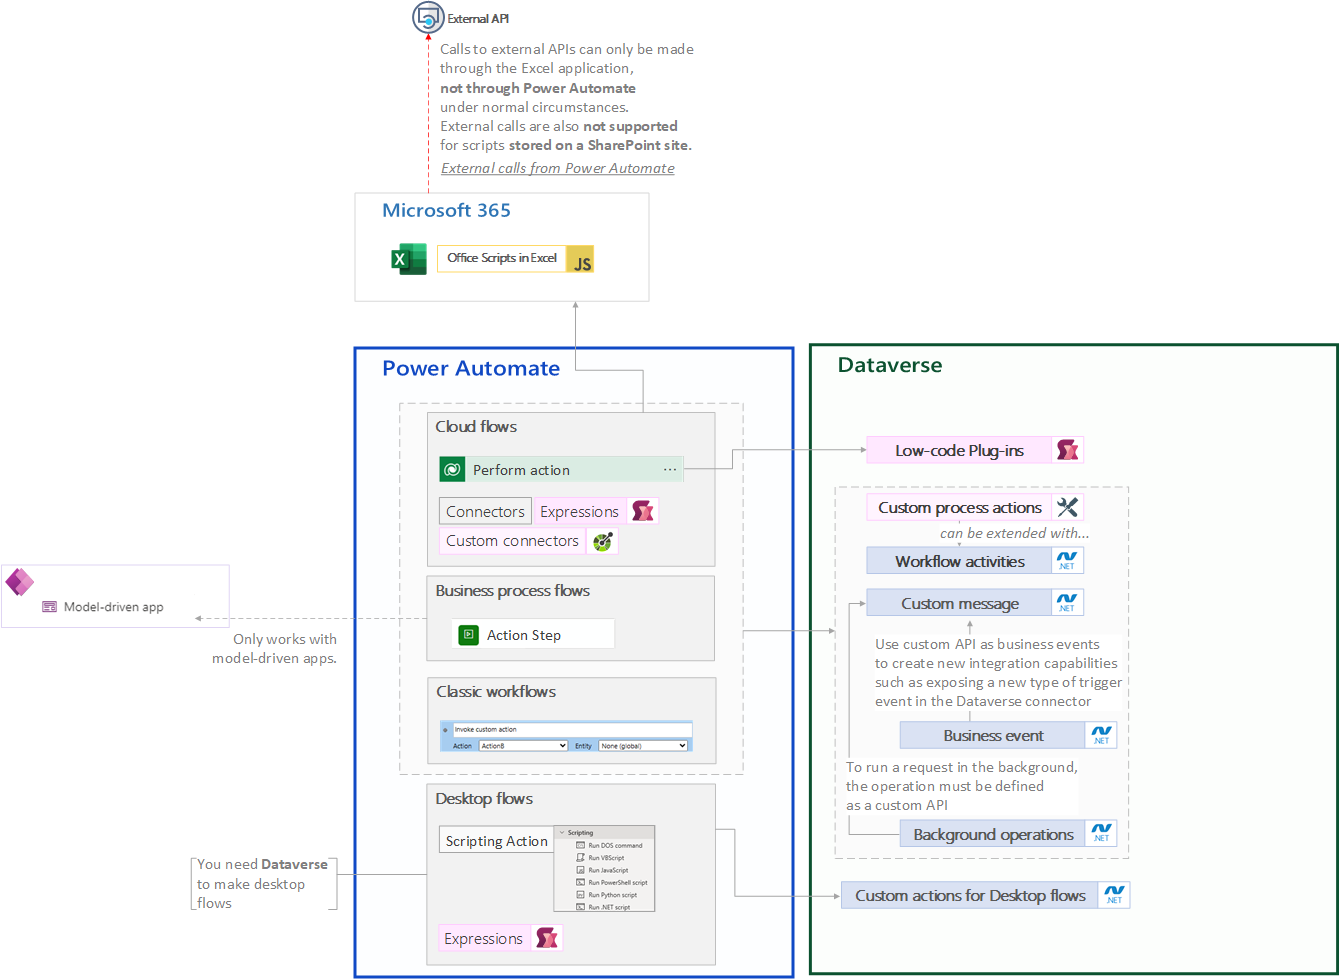 External API
Calls to external APIs can only be made
through the Excel application,
not through Power Automate
under normal circumstances.
External calls are also not supported
for scripts stored on a SharePoint site.
External calls from Power Automate
Microsoft 365
X
Office Scripts in Excel
JS
Power Automate
Cloud flows
Perform action
...
Connectors
Expressions
Custom connectors
Business process flows
Action Step
Model-driven app
Only works with
model-driven apps.
Classic workflows
Invoke custom action
Action
ActionB
Entity
None (global)
Desktop flows
Scripting Action
Scripting
Run DOS command
Run VBScript
Run JavaScript
Run PowerShell script
Run Python script
Run .NET script
Expressions
You need Dataverse
to make desktop
flows
Dataverse
Low-code Plug-ins
Custom process actions
can be extended with...
Workflow activities
.NET
Custom message
.NET
Use custom API as business events
to create new integration capabilities
such as exposing a new type of trigger
event in the Dataverse connector
Business event
.NET
To run a request in the background,
the operation must be defined
as a custom API
Background operations
.NET
Custom actions for Desktop flows
.NET